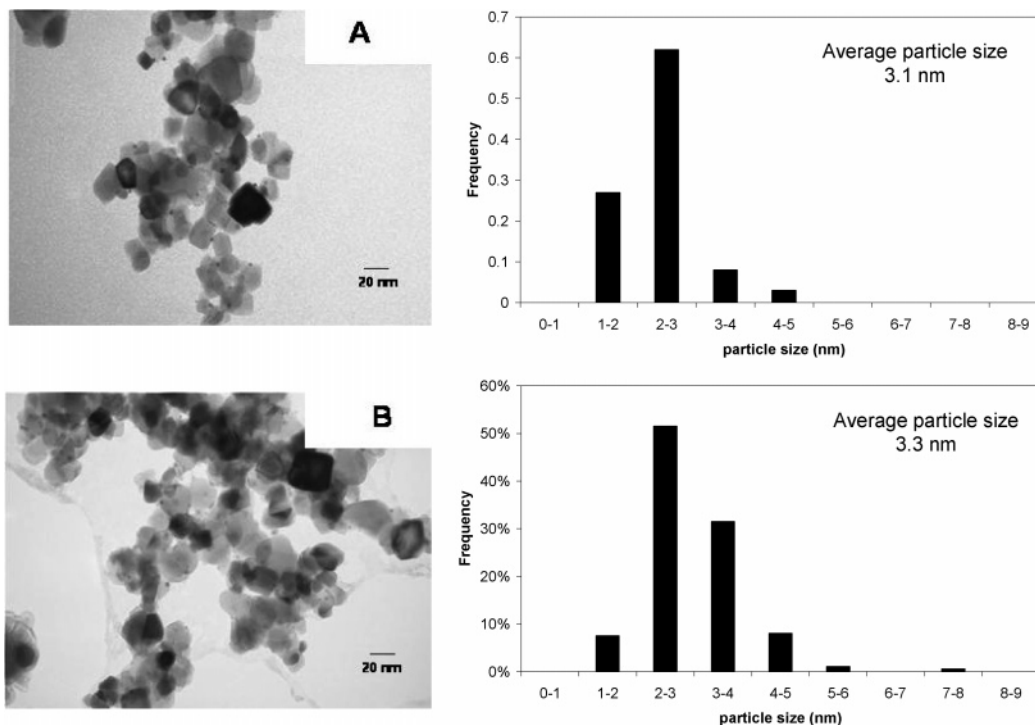 A
20 nm
0.7
0.6
0.5
0.4
0.3
0.2
0.1
0
Frequency
Average particle size
3.1 nm
0-1 1-2 2-3 3-4 4-5 5-6 6-7 7-8 8-9
particle size (nm)
B
20 nm
60%
50%
40%
30%
20%
10%
0%
Frequency
Average particle size
3.3 nm
0-1 1-2 2-3 3-4 4-5 5-6 6-7 7-8 8-9
particle size (nm)